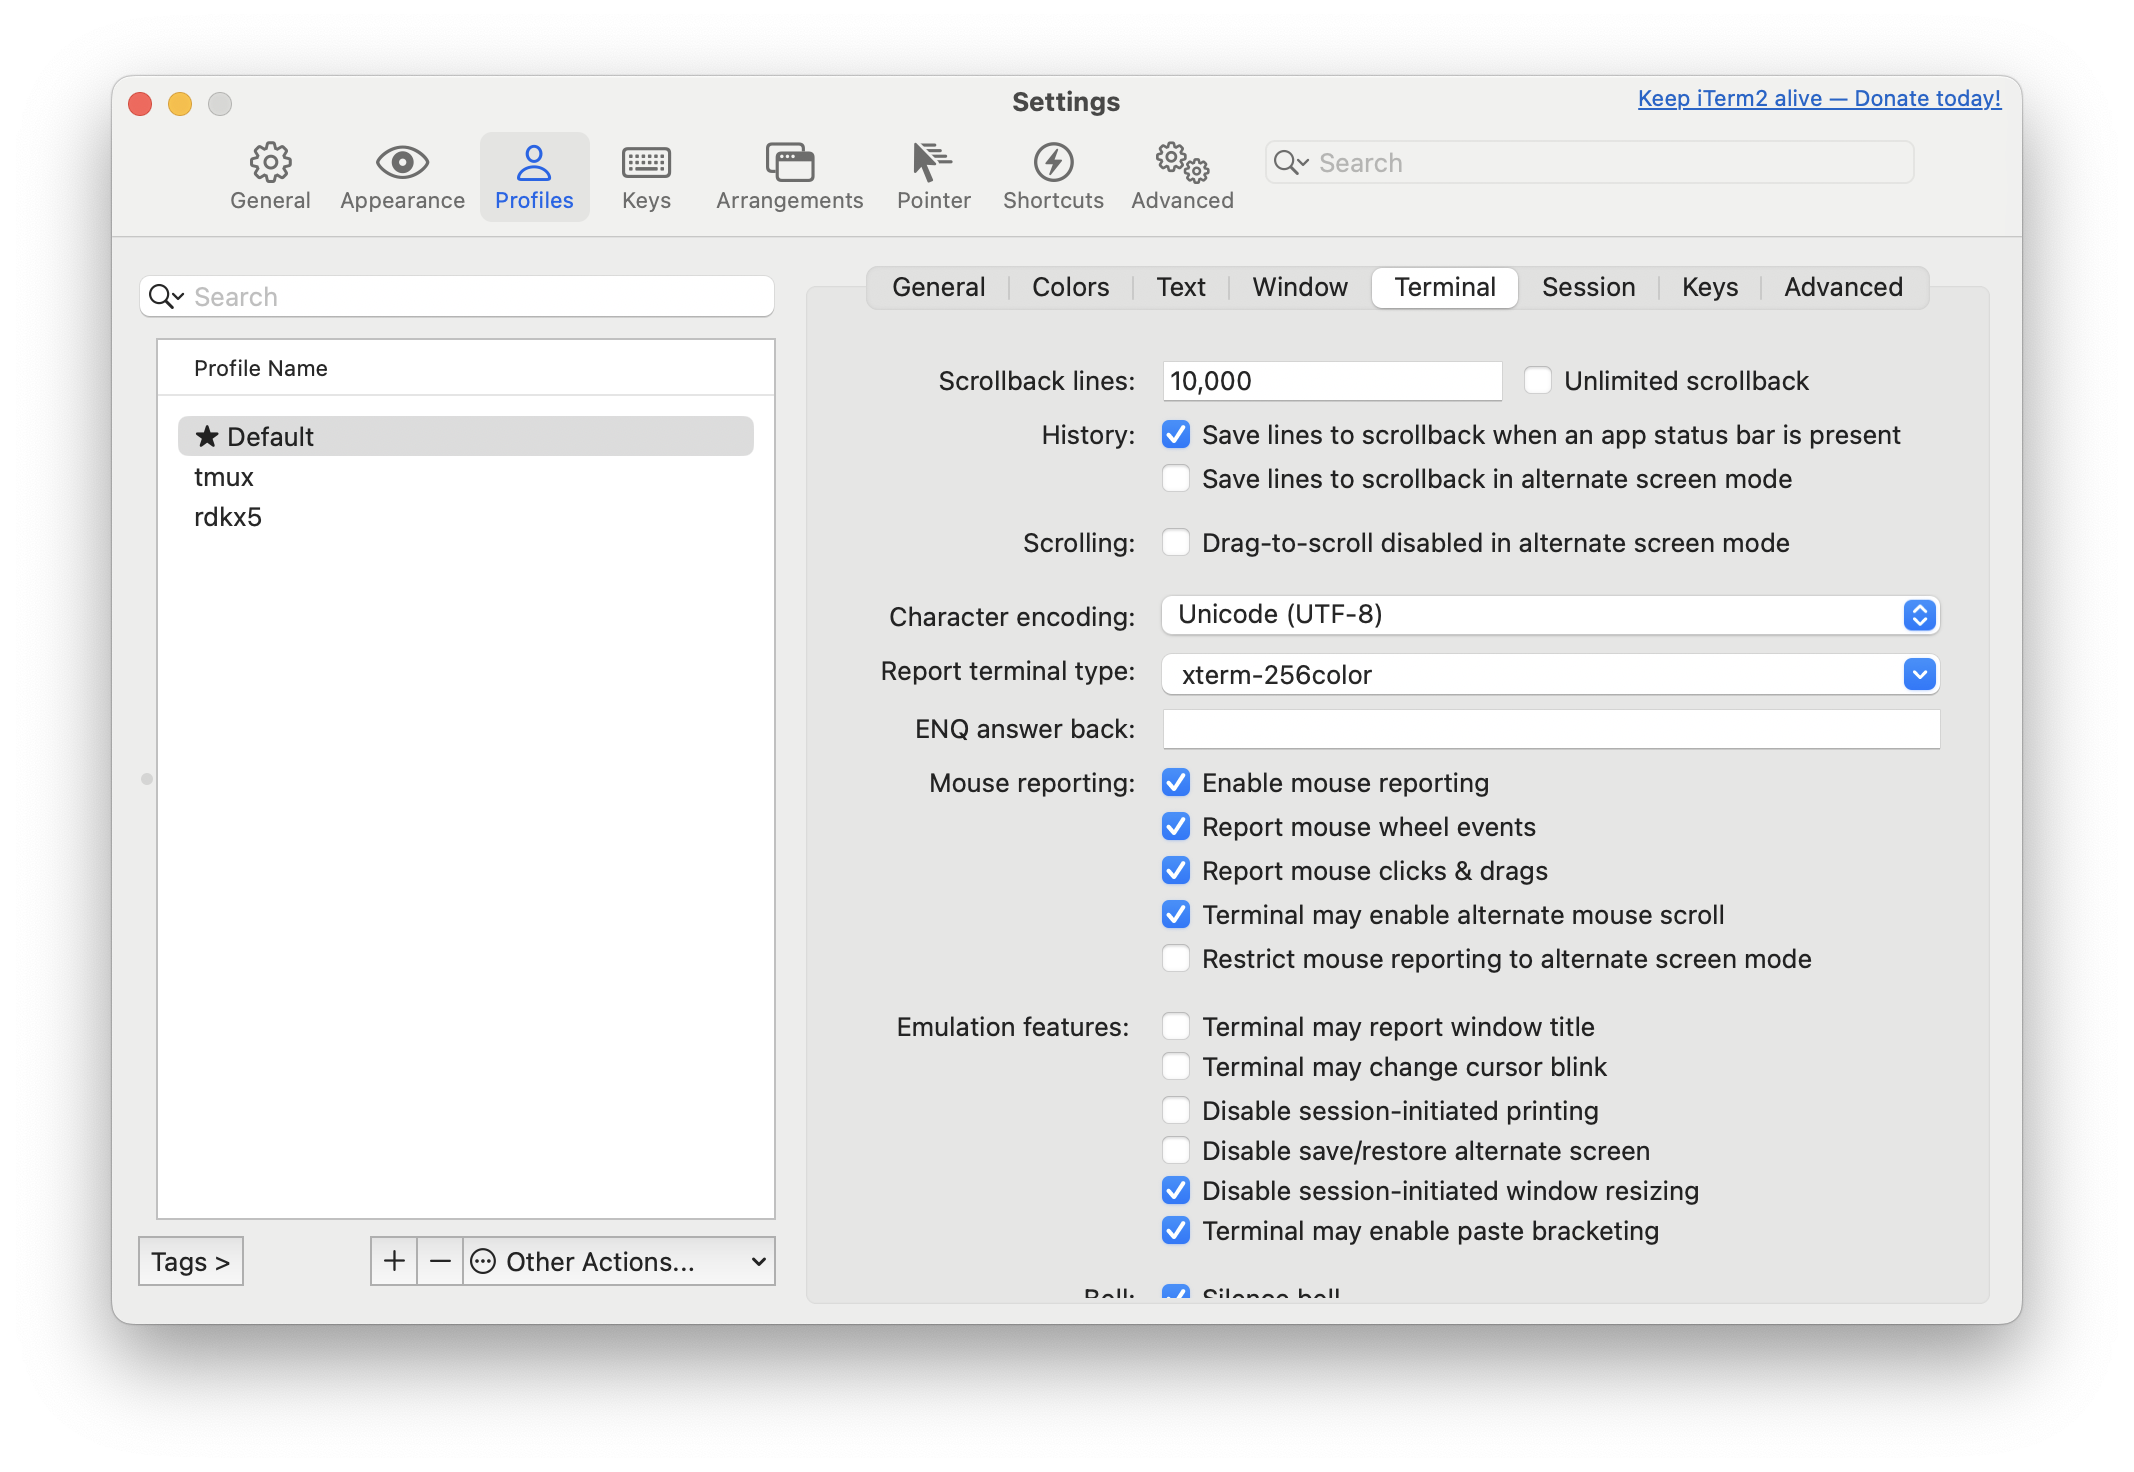 Settings
Keep iTerm2 alive — Donate today!
General
Appearance
Profiles
Keys
Arrangements
Pointer
Shortcuts
Advanced
Search
Search
Profile Name
★ Default
tmux
rdkx5
Tags >
+
−
Other Actions...
General
Colors
Text
Window
Terminal
Session
Keys
Advanced
Scrollback lines: 10,000 Unlimited scrollback
History: Save lines to scrollback when an app status bar is present
Save lines to scrollback in alternate screen mode
Scrolling: Drag-to-scroll disabled in alternate screen mode
Character encoding: Unicode (UTF-8)
Report terminal type: xterm-256color
ENQ answer back:
Mouse reporting: Enable mouse reporting
Report mouse wheel events
Report mouse clicks & drags
Terminal may enable alternate mouse scroll
Restrict mouse reporting to alternate screen mode
Emulation features: Terminal may report window title
Terminal may change cursor blink
Disable session-initiated printing
Disable save/restore alternate screen
Disable session-initiated window resizing
Terminal may enable paste bracketing
Bell: Silence bell